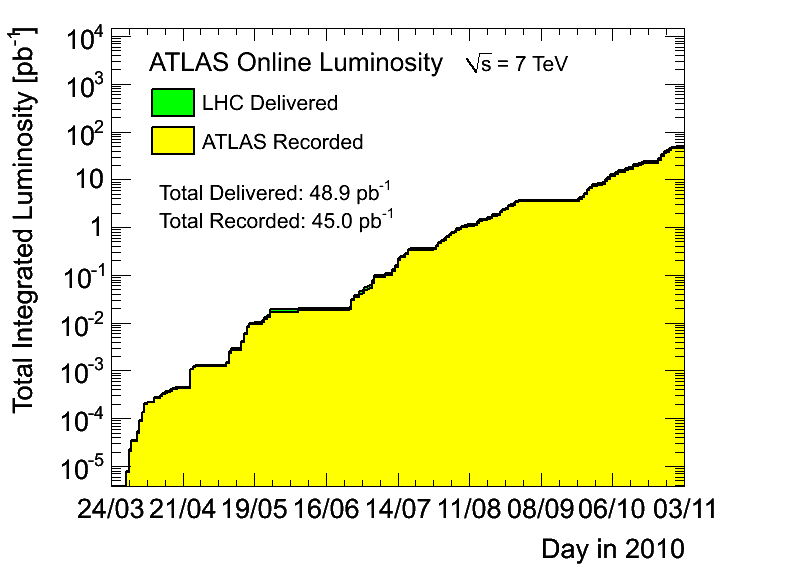 Total Integrated Luminosity [pb⁻¹]
ATLAS Online Luminosity √s = 7 TeV
LHC Delivered
ATLAS Recorded
Total Delivered: 48.9 pb⁻¹
Total Recorded: 45.0 pb⁻¹
10⁴
10³
10²
10
1
10⁻¹
10⁻²
10⁻³
10⁻⁴
10⁻⁵
24/03 21/04 19/05 16/06 14/07 11/08 08/09 06/10 03/11
Day in 2010